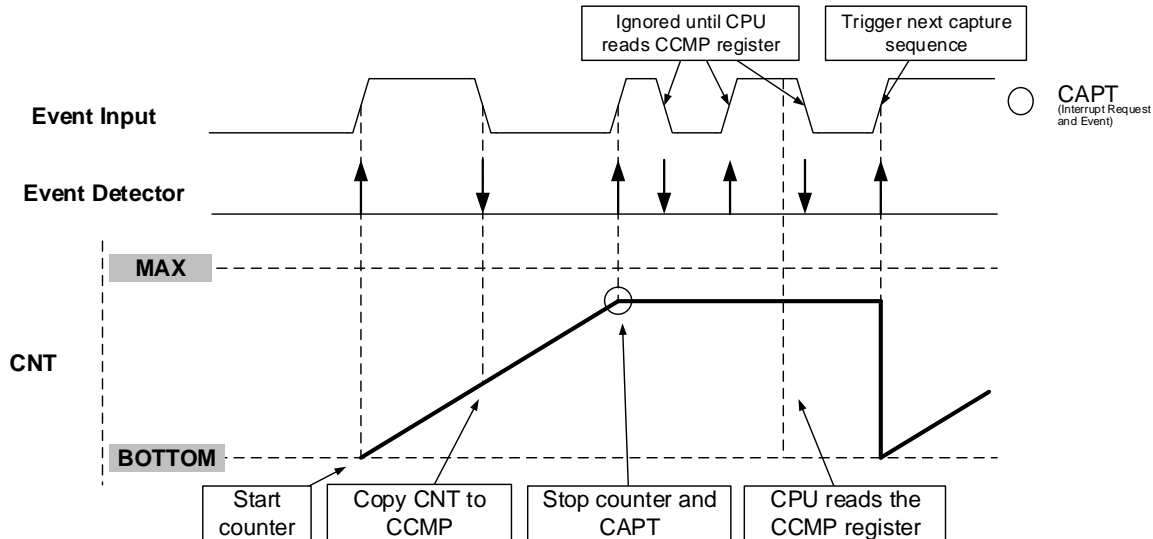 Ignored until CPU
reads CCMP register
Trigger next capture
sequence
Event Input
CAPT
(Interrupt Request
and Event)
Event Detector
MAX
CNT
BOTTOM
Start
counter
Copy CNT to
CCMP
Stop counter and
CAPT
CPU reads the
CCMP register